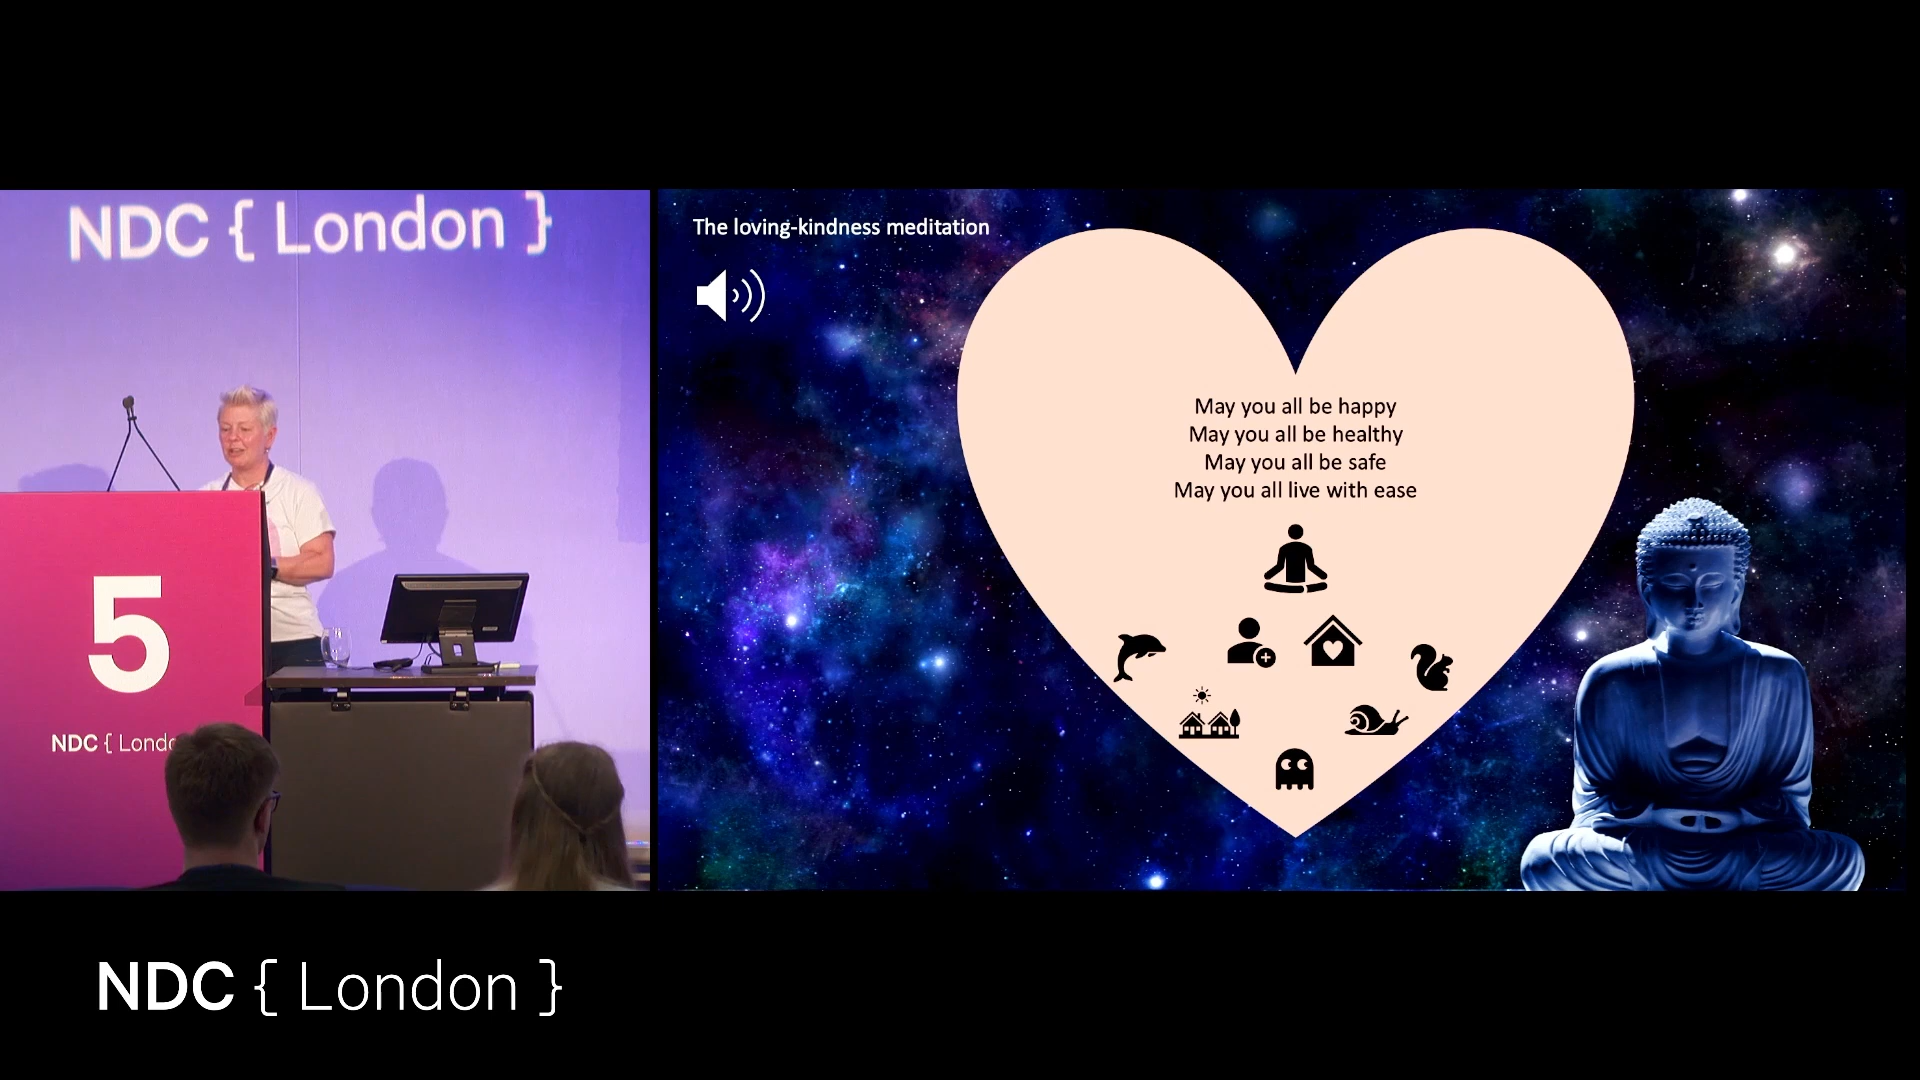 NDC { London }
5
NDC { Londo
The loving-kindness meditation
May you all be happy
May you all be healthy
May you all be safe
May you all live with ease
NDC { London }